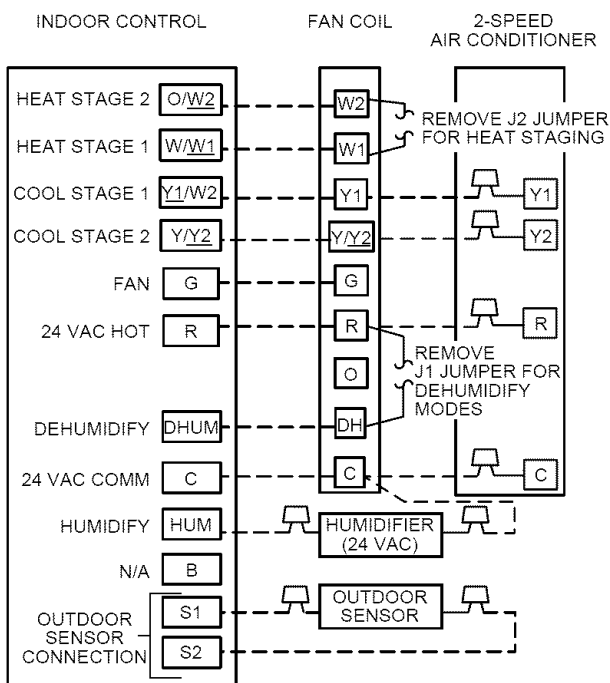 INDOOR CONTROL
FAN COIL
2-SPEED
AIR CONDITIONER
HEAT STAGE 2 O/W2 W2
REMOVE J2 JUMPER
FOR HEAT STAGING
HEAT STAGE 1 W/W1 W1
COOL STAGE 1 Y1/W2 Y1 Y1
COOL STAGE 2 Y/Y2 Y/Y2 Y2
FAN G G
24 VAC HOT R R R
REMOVE
J1 JUMPER FOR
DEHUMIDIFY
MODES
O
DEHUMIDIFY DHUM DH
24 VAC COMM C C C
HUMIDIFY HUM
HUMIDIFIER
(24 VAC)
N/A B
OUTDOOR
SENSOR
CONNECTION
S1
S2
OUTDOOR
SENSOR